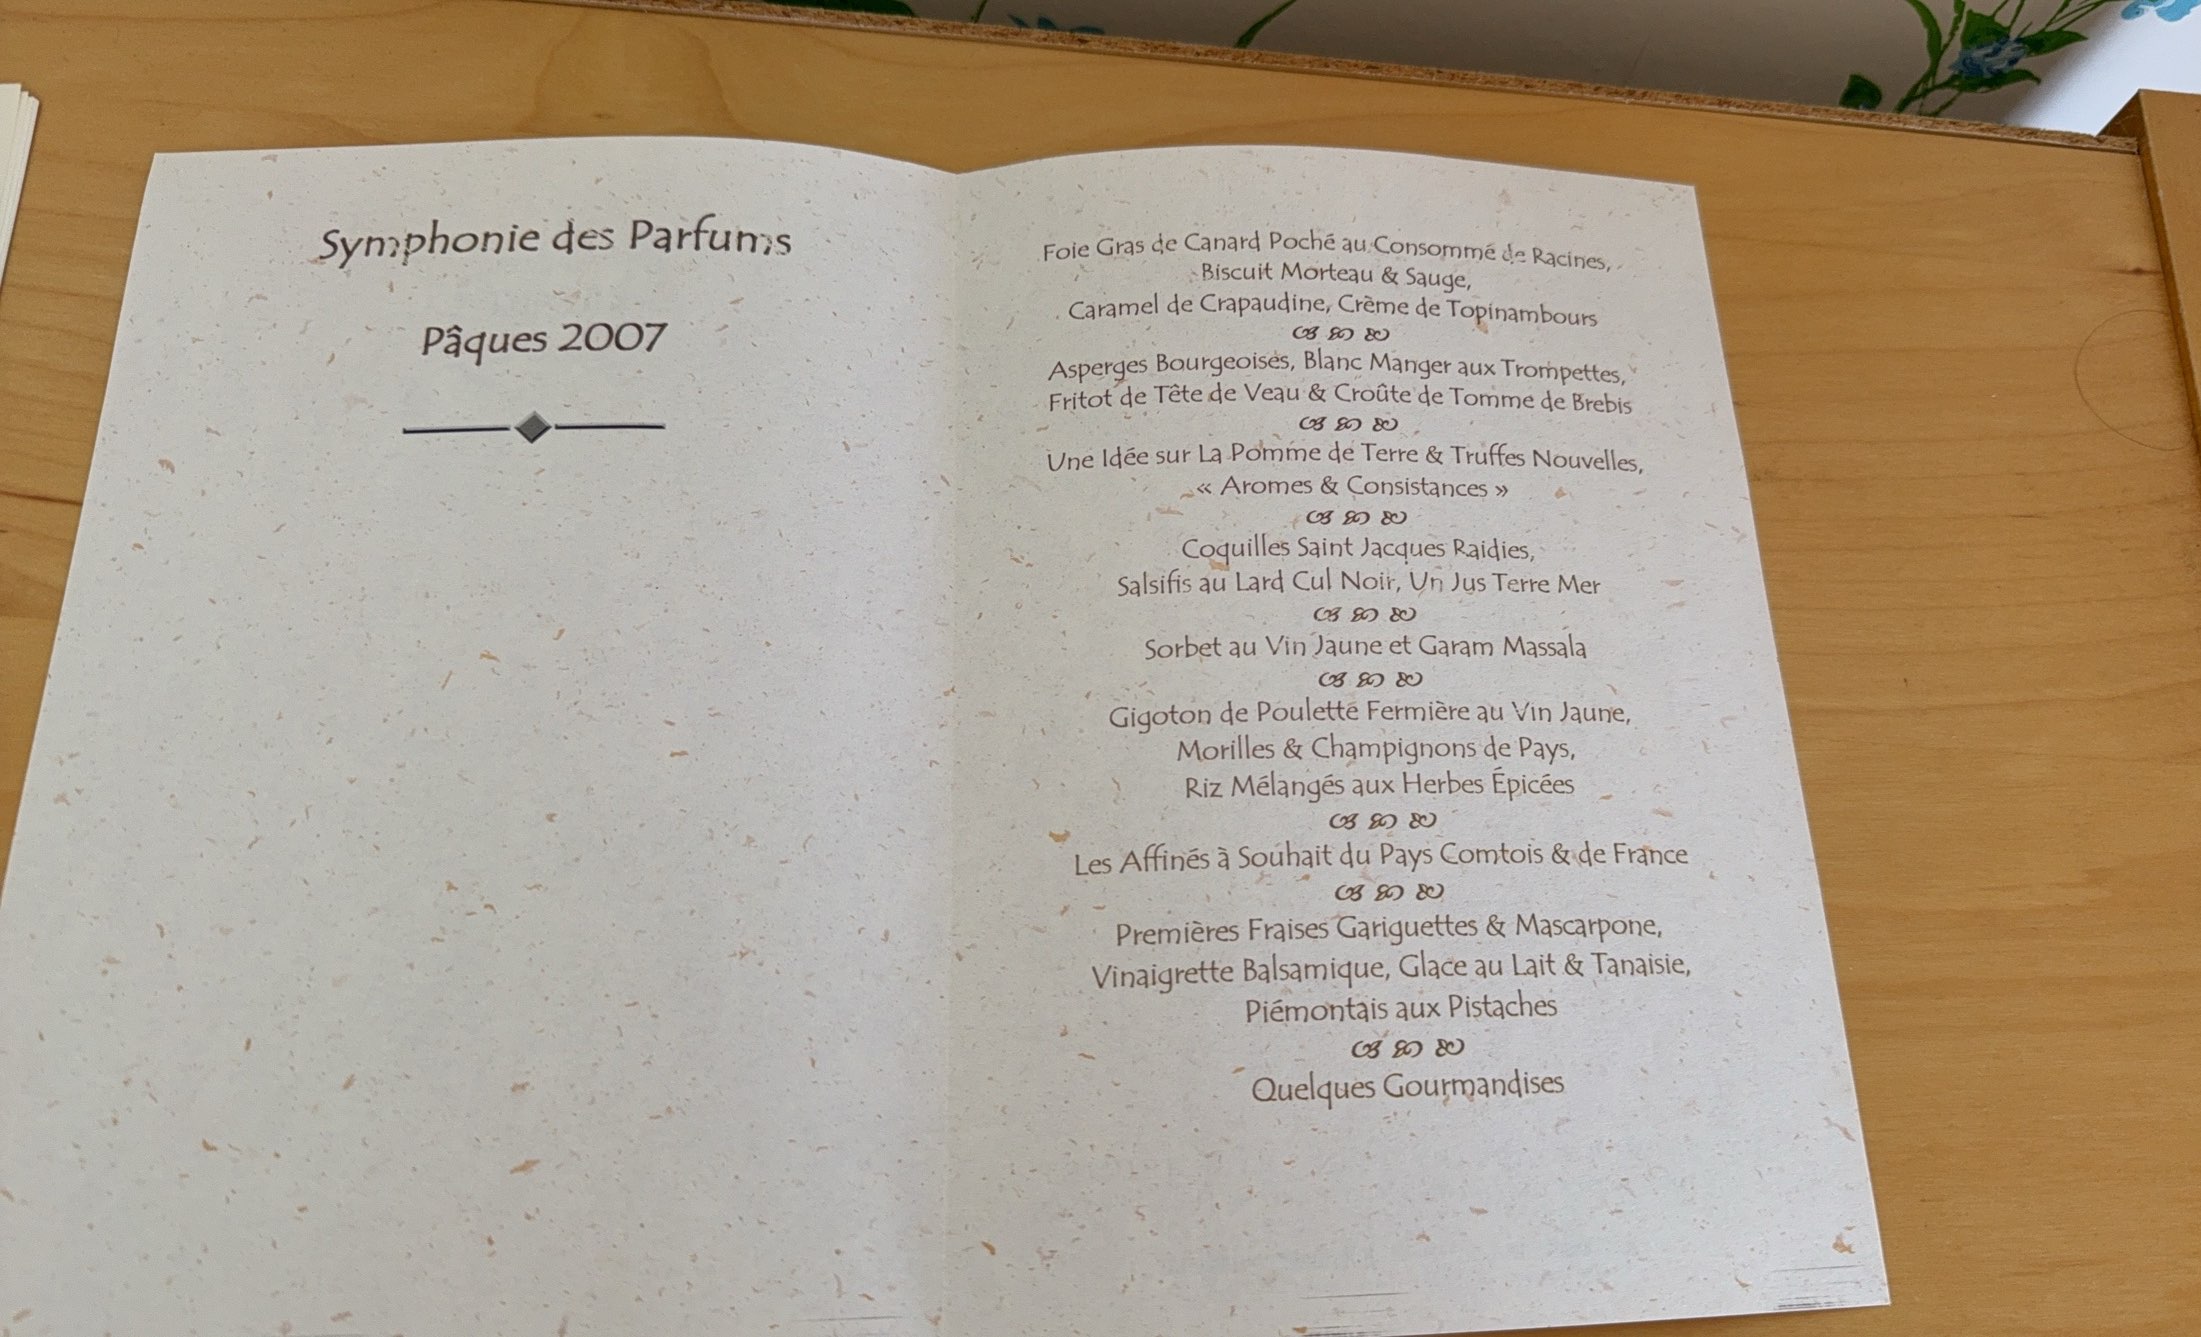 Symphonie des Parfums
Pâques 2007
Foie Gras de Canard Poché au Consommé de Racines,
Biscuit Morteau & Sauge,
Caramel de Crapaudine, Crème de Topinambours
Asperges Bourgeoises, Blanc Manger aux Trompettes,
Fritot de Tête de Veau & Croûte de Tomme de Brebis
Une Idée sur La Pomme de Terre & Truffes Nouvelles,
« Aromes & Consistances »
Coquilles Saint Jacques Raidies,
Salsifis au Lard Cul Noir, Un Jus Terre Mer
Sorbet au Vin Jaune et Garam Massala
Gigoton de Poulette Fermière au Vin Jaune,
Morilles & Champignons de Pays,
Riz Mélangés aux Herbes Épicées
Les Affinés à Souhait du Pays Comtois & de France
Premières Fraises Gariguettes & Mascarpone,
Vinaigrette Balsamique, Glace au Lait & Tanaisie,
Piémontais aux Pistaches
Quelques Gourmandises